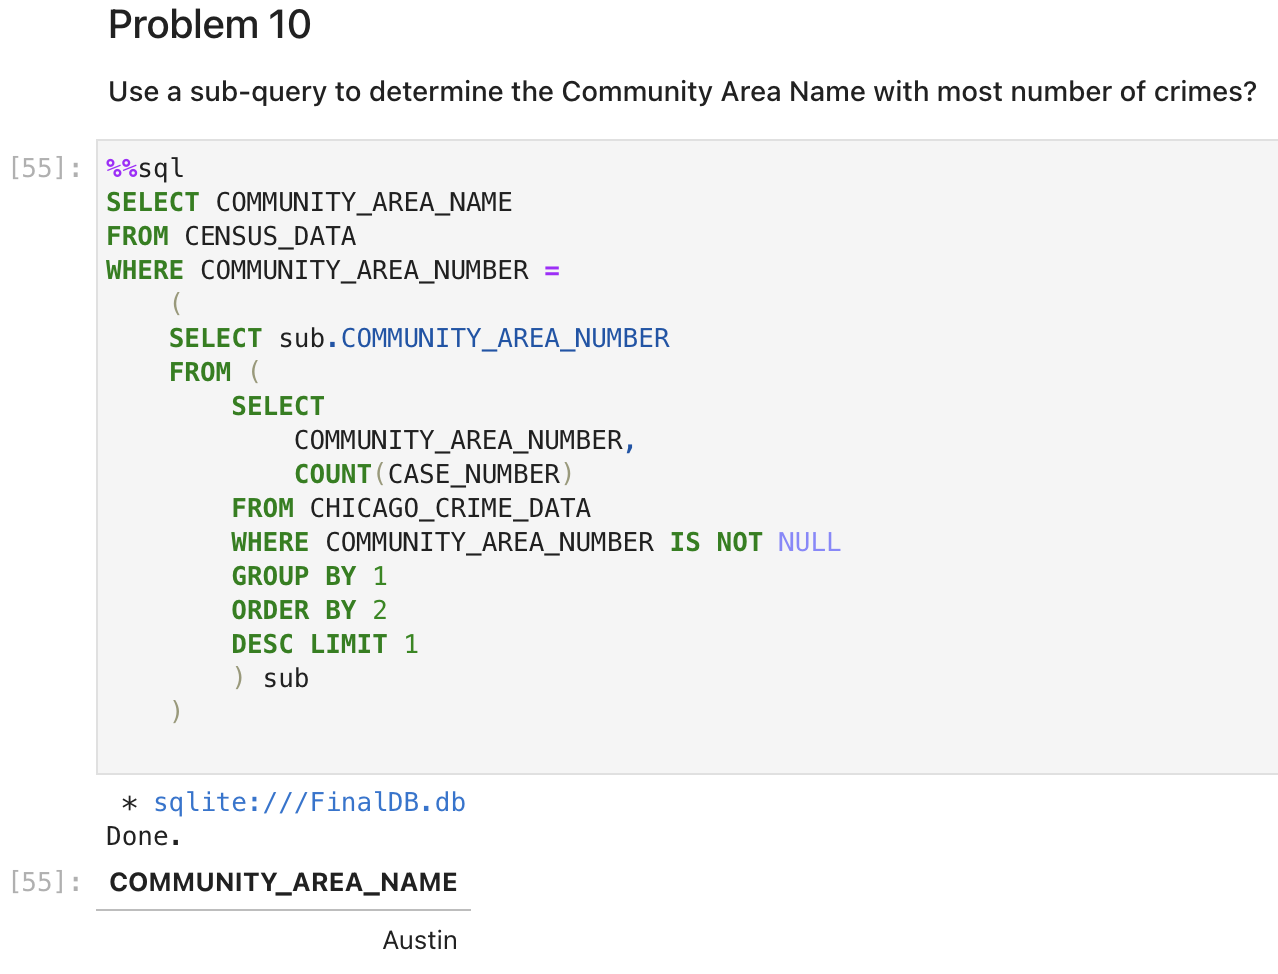 Problem 10
Use a sub-query to determine the Community Area Name with most number of crimes?
[55]:
%%sql
SELECT COMMUNITY_AREA_NAME
FROM CENSUS_DATA
WHERE COMMUNITY_AREA_NUMBER =
    (
    SELECT sub.COMMUNITY_AREA_NUMBER
    FROM (
        SELECT
            COMMUNITY_AREA_NUMBER,
            COUNT(CASE_NUMBER)
        FROM CHICAGO_CRIME_DATA
        WHERE COMMUNITY_AREA_NUMBER IS NOT NULL
        GROUP BY 1
        ORDER BY 2
        DESC LIMIT 1
        ) sub
    )
 * sqlite:///FinalDB.db
Done.
[55]:
COMMUNITY_AREA_NAME
Austin